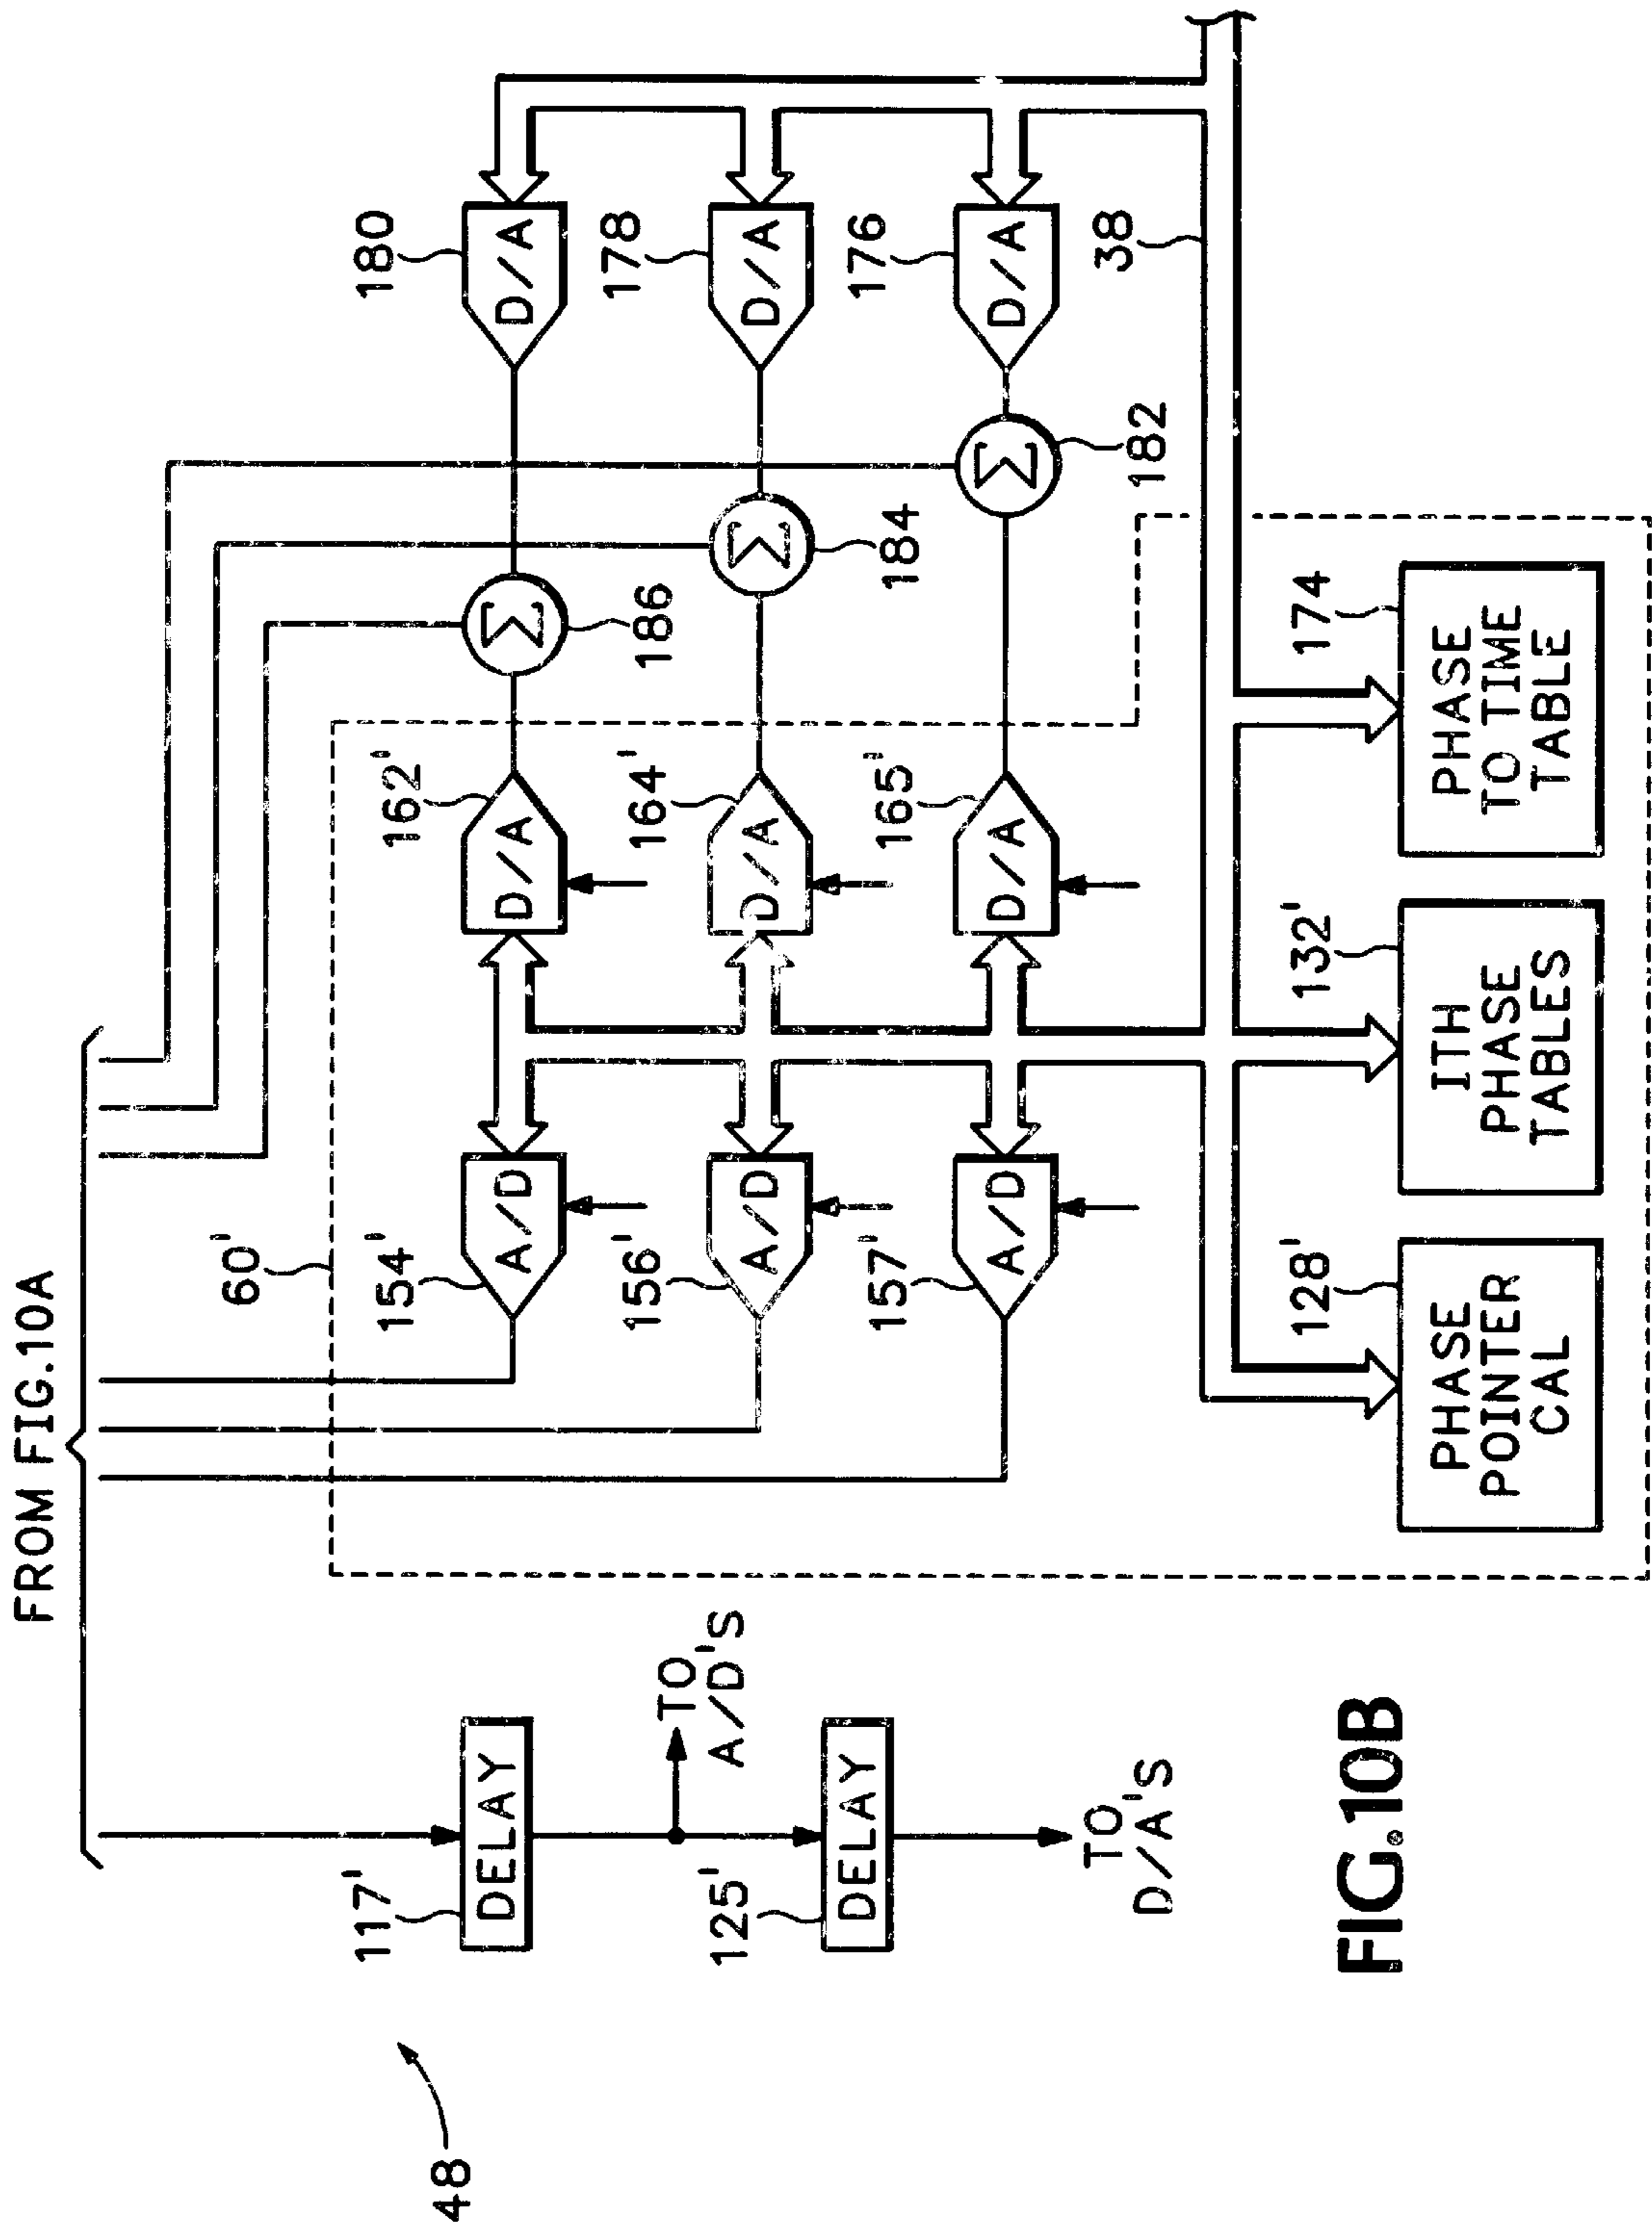 FROM FIG.10A
117'
DELAY
TO
A/D'S
125'
DELAY
TO
D/A'S
48
60'
154'
A/D
156'
A/D
157'
A/D
162'
D/A
164'
D/A
165'
D/A
186
Σ
184
Σ
182
Σ
180
D/A
178
D/A
176
D/A
38
128'
PHASE
POINTER
CAL
132'
ITH
PHASE
TABLES
174
PHASE
TO TIME
TABLE
FIG.10B